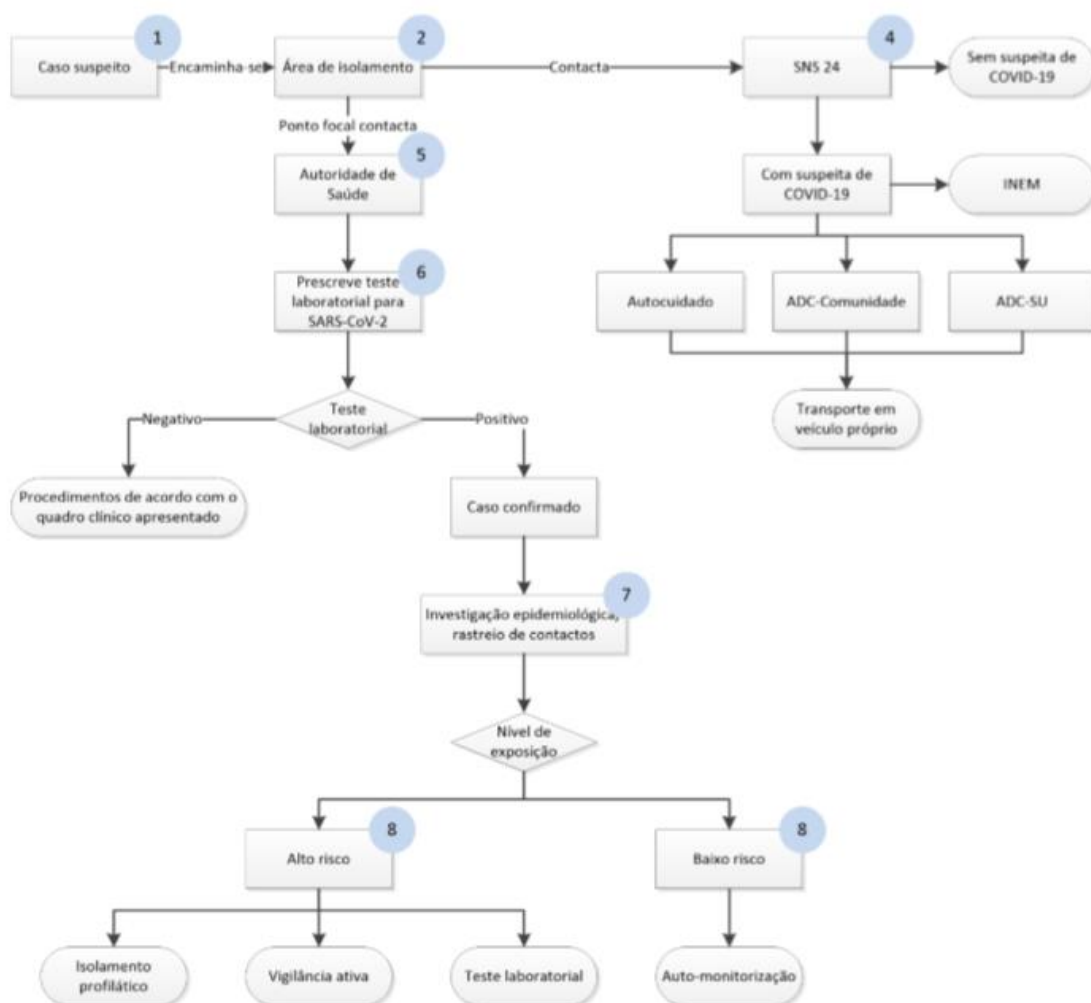 1
2
4
Caso suspeito
Encaminha-se
Área de isolamento
Contacta
SNS 24
Sem suspeita de
COVID-19
Ponto focal contacta
5
Autoridade de
Saúde
Com suspeita de
COVID-19
INEM
6
Prescreve teste
laboratorial para
SARS-CoV-2
Autocuidado
ADC-Comunidade
ADC-SU
Negativo
Teste
laboratorial
Positivo
Transporte em
veículo próprio
Procedimentos de acordo com o
quadro clínico apresentado
Caso confirmado
7
Investigação epidemiológica,
rastreio de contactos
Nível de
exposição
8
8
Alto risco
Baixo risco
Isolamento
profilático
Vigilância ativa
Teste laboratorial
Auto-monitorização